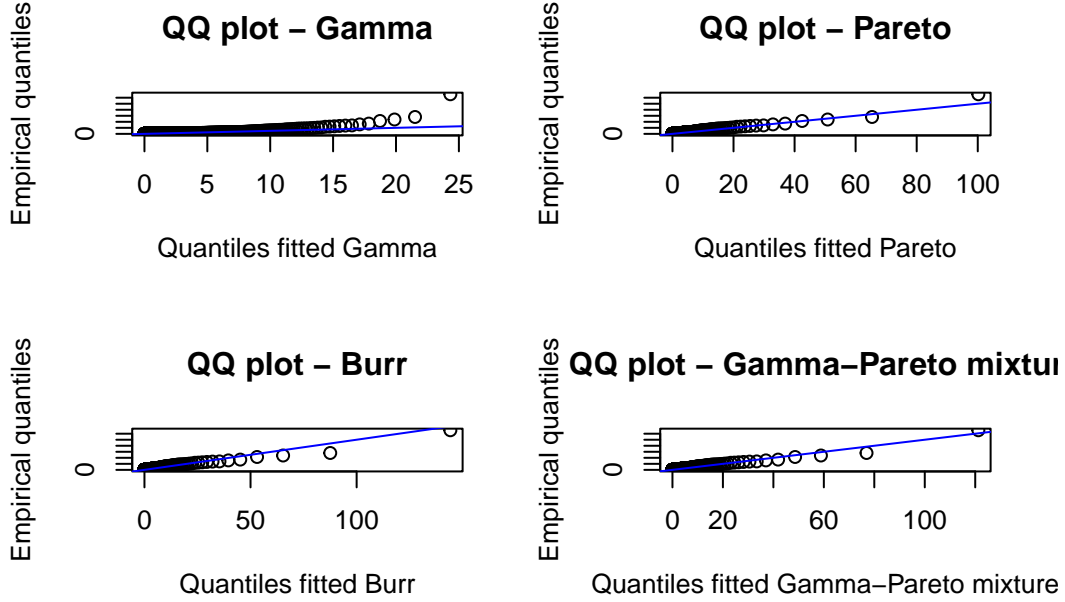 QQ plot – Gamma
Empirical quantiles
0
0 5 10 15 20 25
Quantiles fitted Gamma
QQ plot – Pareto
Empirical quantiles
0
0 20 40 60 80 100
Quantiles fitted Pareto
QQ plot – Burr
Empirical quantiles
0
0 50 100
Quantiles fitted Burr
QQ plot – Gamma–Pareto mixtur
Empirical quantiles
0
0 20 60 100
Quantiles fitted Gamma–Pareto mixture